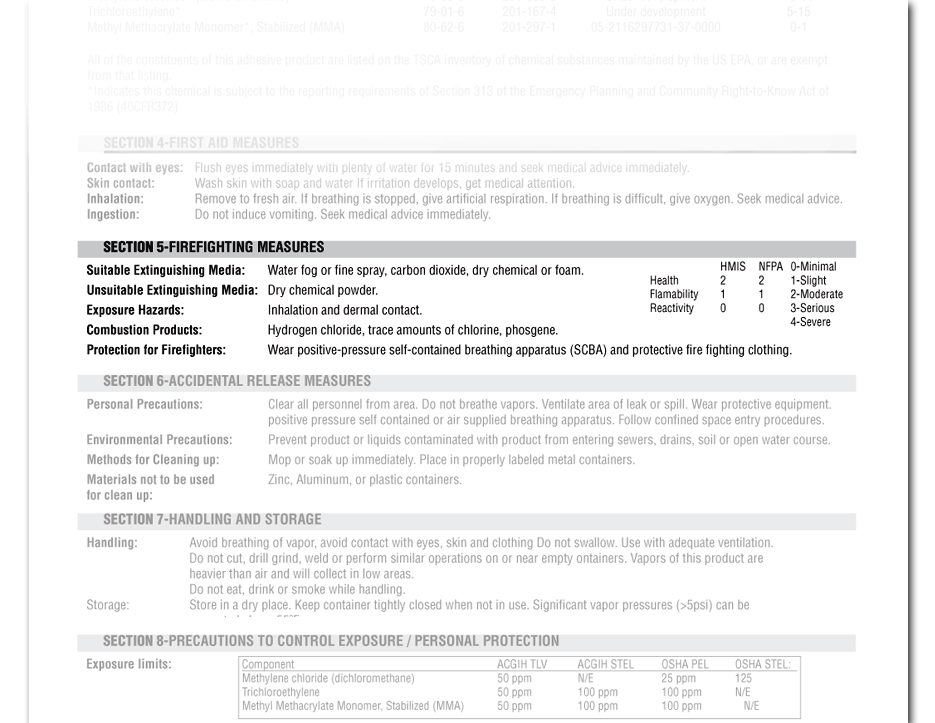 Trichloroethylene* 79-01-6 201-167-4 Under development 5-15
Methyl Methacrylate Monomer*, Stabilized (MMA) 80-62-6 201-297-1 05-2116297731-37-0000 0-1
All of the constituents of this adhesive product are listed on the TSCA inventory of chemical substances maintained by the US EPA, or are exempt
from that listing.
*Indicates this chemical is subject to the reporting requirements of Section 313 of the Emergency Planning and Community Right-to-Know Act of
1986 (40CFR372)
SECTION 4-FIRST AID MEASURES
Contact with eyes: Flush eyes immediately with plenty of water for 15 minutes and seek medical advice immediately.
Skin contact: Wash skin with soap and water If irritation develops, get medical attention.
Inhalation: Remove to fresh air. If breathing is stopped, give artificial respiration. If breathing is difficult, give oxygen. Seek medical advice.
Ingestion: Do not induce vomiting. Seek medical advice immediately.
SECTION 5-FIREFIGHTING MEASURES
Suitable Extinguishing Media: Water fog or fine spray, carbon dioxide, dry chemical or foam.
Unsuitable Extinguishing Media: Dry chemical powder.
Exposure Hazards: Inhalation and dermal contact.
Combustion Products: Hydrogen chloride, trace amounts of chlorine, phosgene.
HMIS NFPA 0-Minimal
Health 2 2 1-Slight
Flamability 1 1 2-Moderate
Reactivity 0 0 3-Serious
4-Severe
Protection for Firefighters: Wear positive-pressure self-contained breathing apparatus (SCBA) and protective fire fighting clothing.
SECTION 6-ACCIDENTAL RELEASE MEASURES
Personal Precautions: Clear all personnel from area. Do not breathe vapors. Ventilate area of leak or spill. Wear protective equipment.
positive pressure self contained or air supplied breathing apparatus. Follow confined space entry procedures.
Environmental Precautions: Prevent product or liquids contaminated with product from entering sewers, drains, soil or open water course.
Methods for Cleaning up: Mop or soak up immediately. Place in properly labeled metal containers.
Materials not to be used Zinc, Aluminum, or plastic containers.
for clean up:
SECTION 7-HANDLING AND STORAGE
Handling: Avoid breathing of vapor, avoid contact with eyes, skin and clothing Do not swallow. Use with adequate ventilation.
Do not cut, drill grind, weld or perform similar operations on or near empty ontainers. Vapors of this product are
heavier than air and will collect in low areas.
Do not eat, drink or smoke while handling.
Storage: Store in a dry place. Keep container tightly closed when not in use. Significant vapor pressures (>5psi) can be
SECTION 8-PRECAUTIONS TO CONTROL EXPOSURE / PERSONAL PROTECTION
Exposure limits: Component ACGIH TLV ACGIH STEL OSHA PEL OSHA STEL:
Methylene chloride (dichloromethane) 50 ppm N/E 25 ppm 125
Trichloroethylene 50 ppm 100 ppm 100 ppm N/E
Methyl Methacrylate Monomer, Stabilized (MMA) 50 ppm 100 ppm 100 ppm N/E